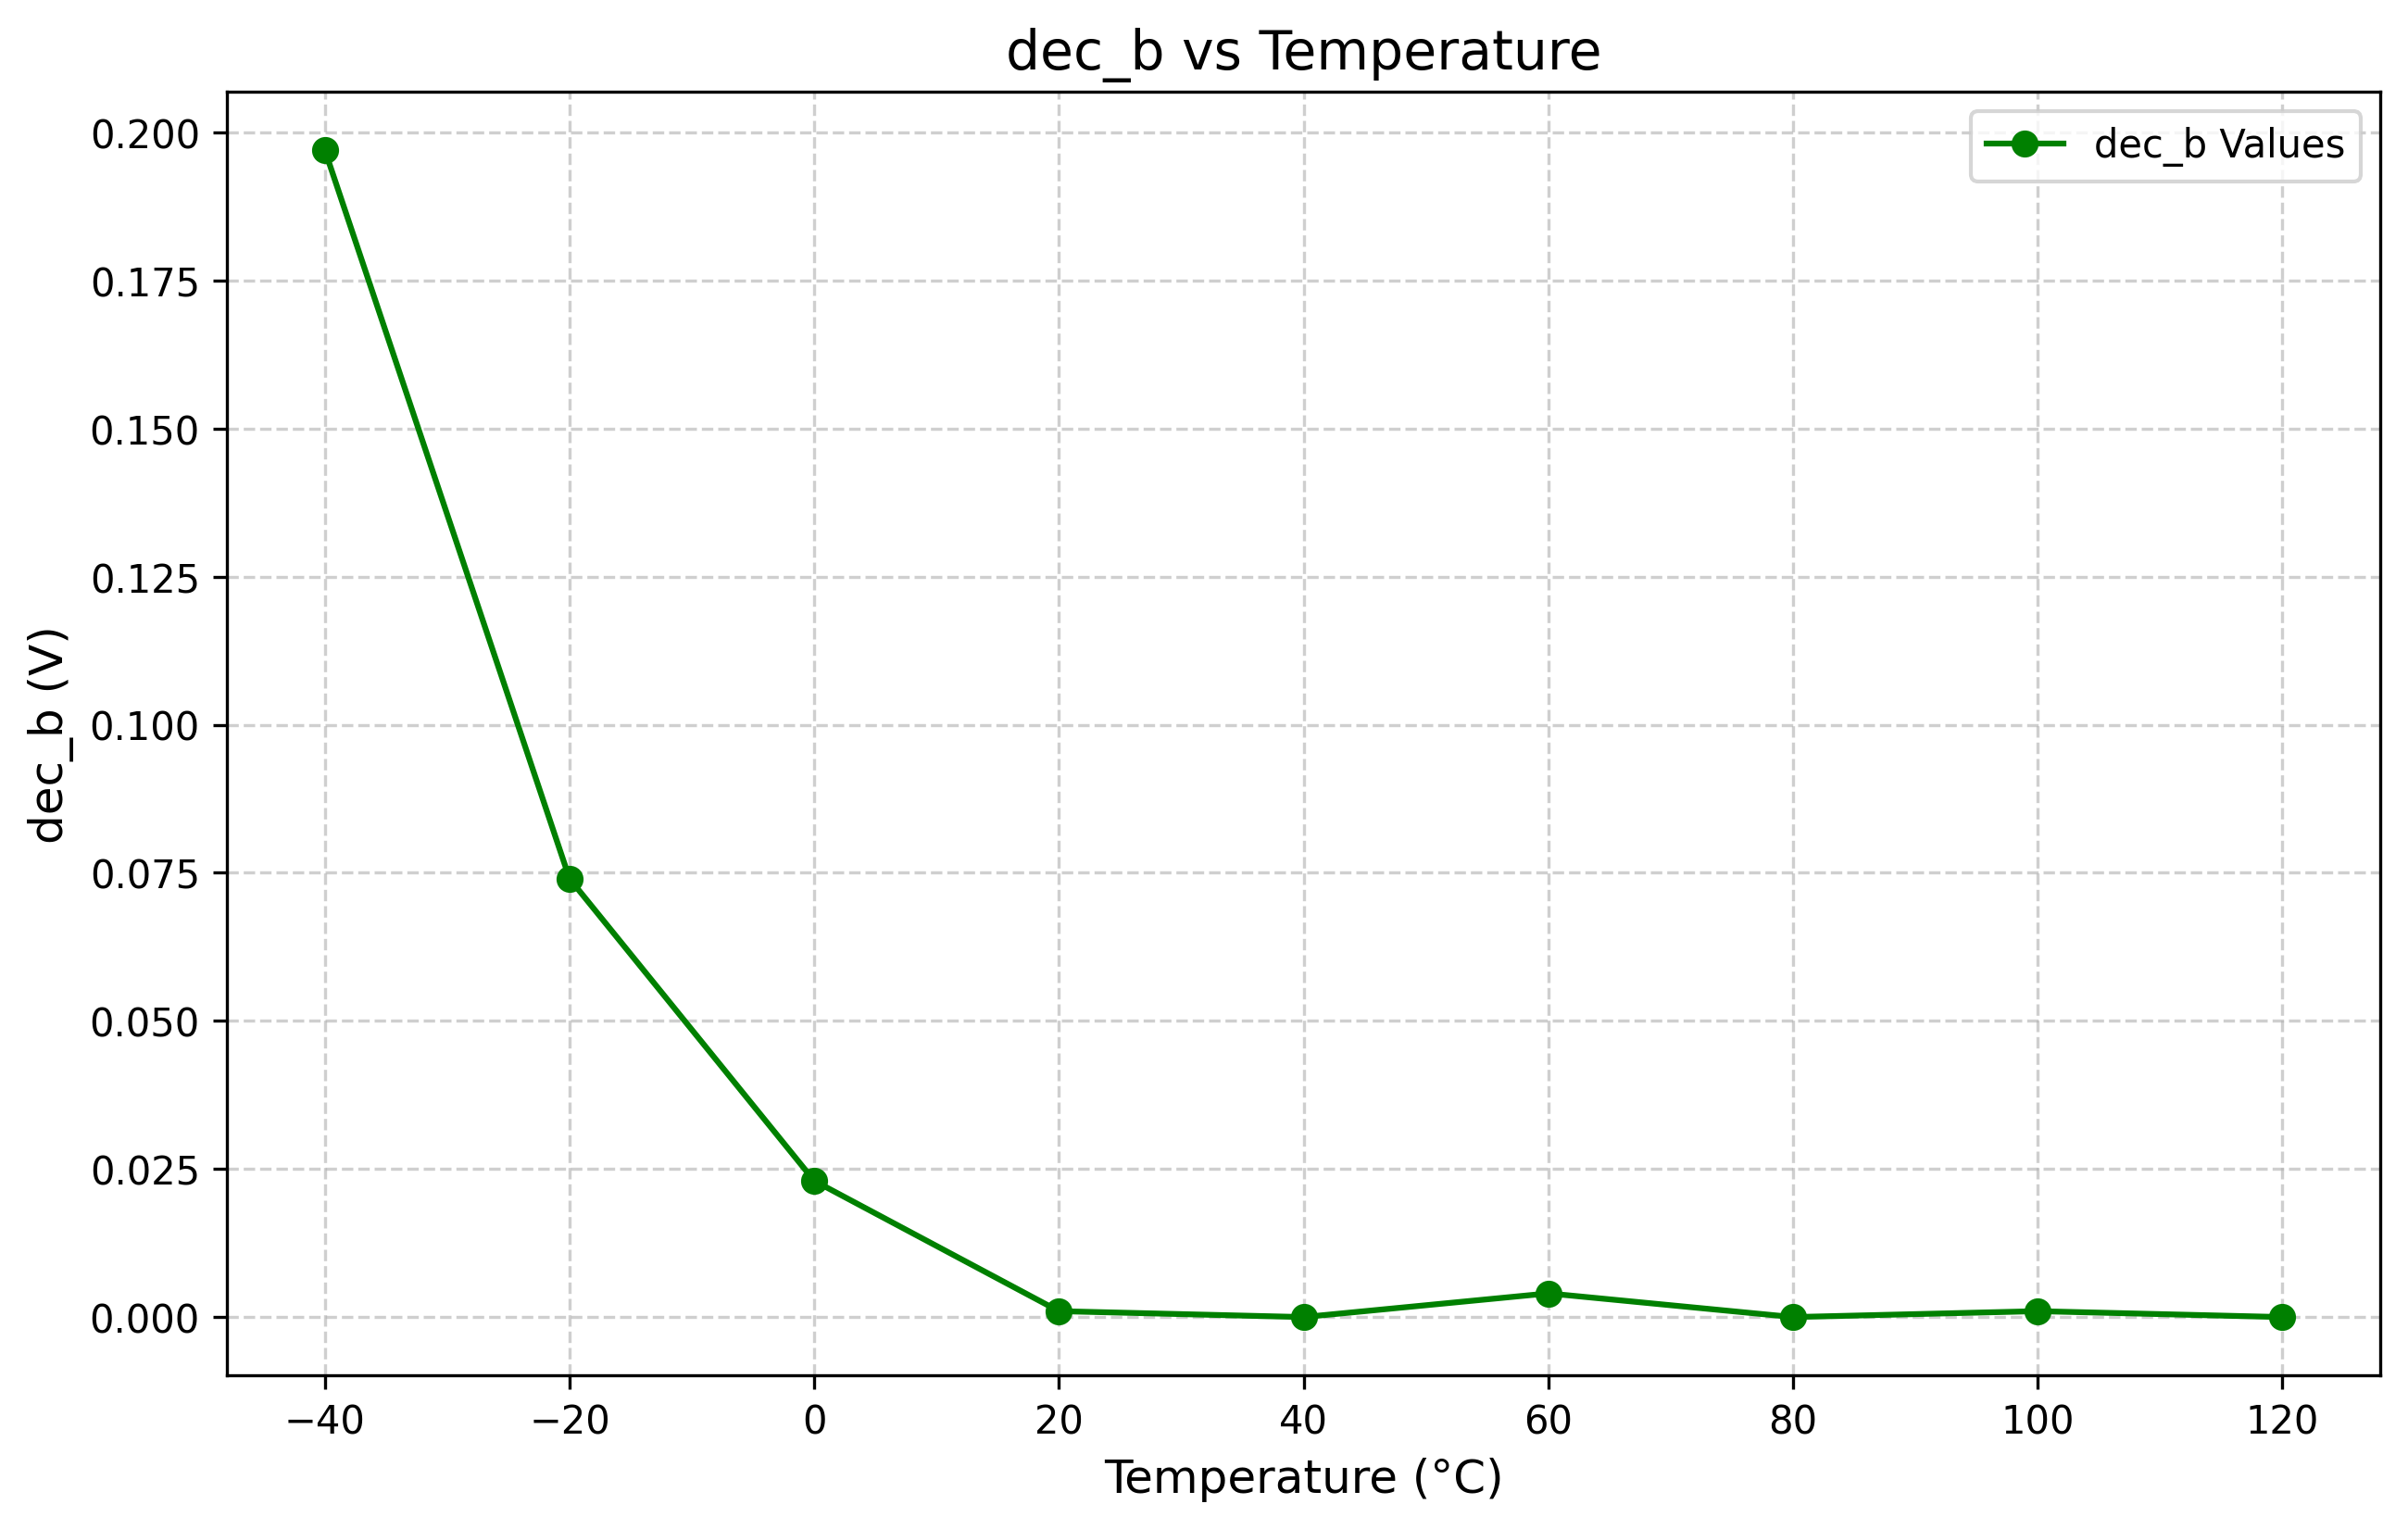 dec_b vs Temperature
dec_b Values
0.200
0.175
0.150
0.125
0.100
0.075
0.050
0.025
0.000
dec_b (V)
−40 −20 0 20 40 60 80 100 120
Temperature (°C)